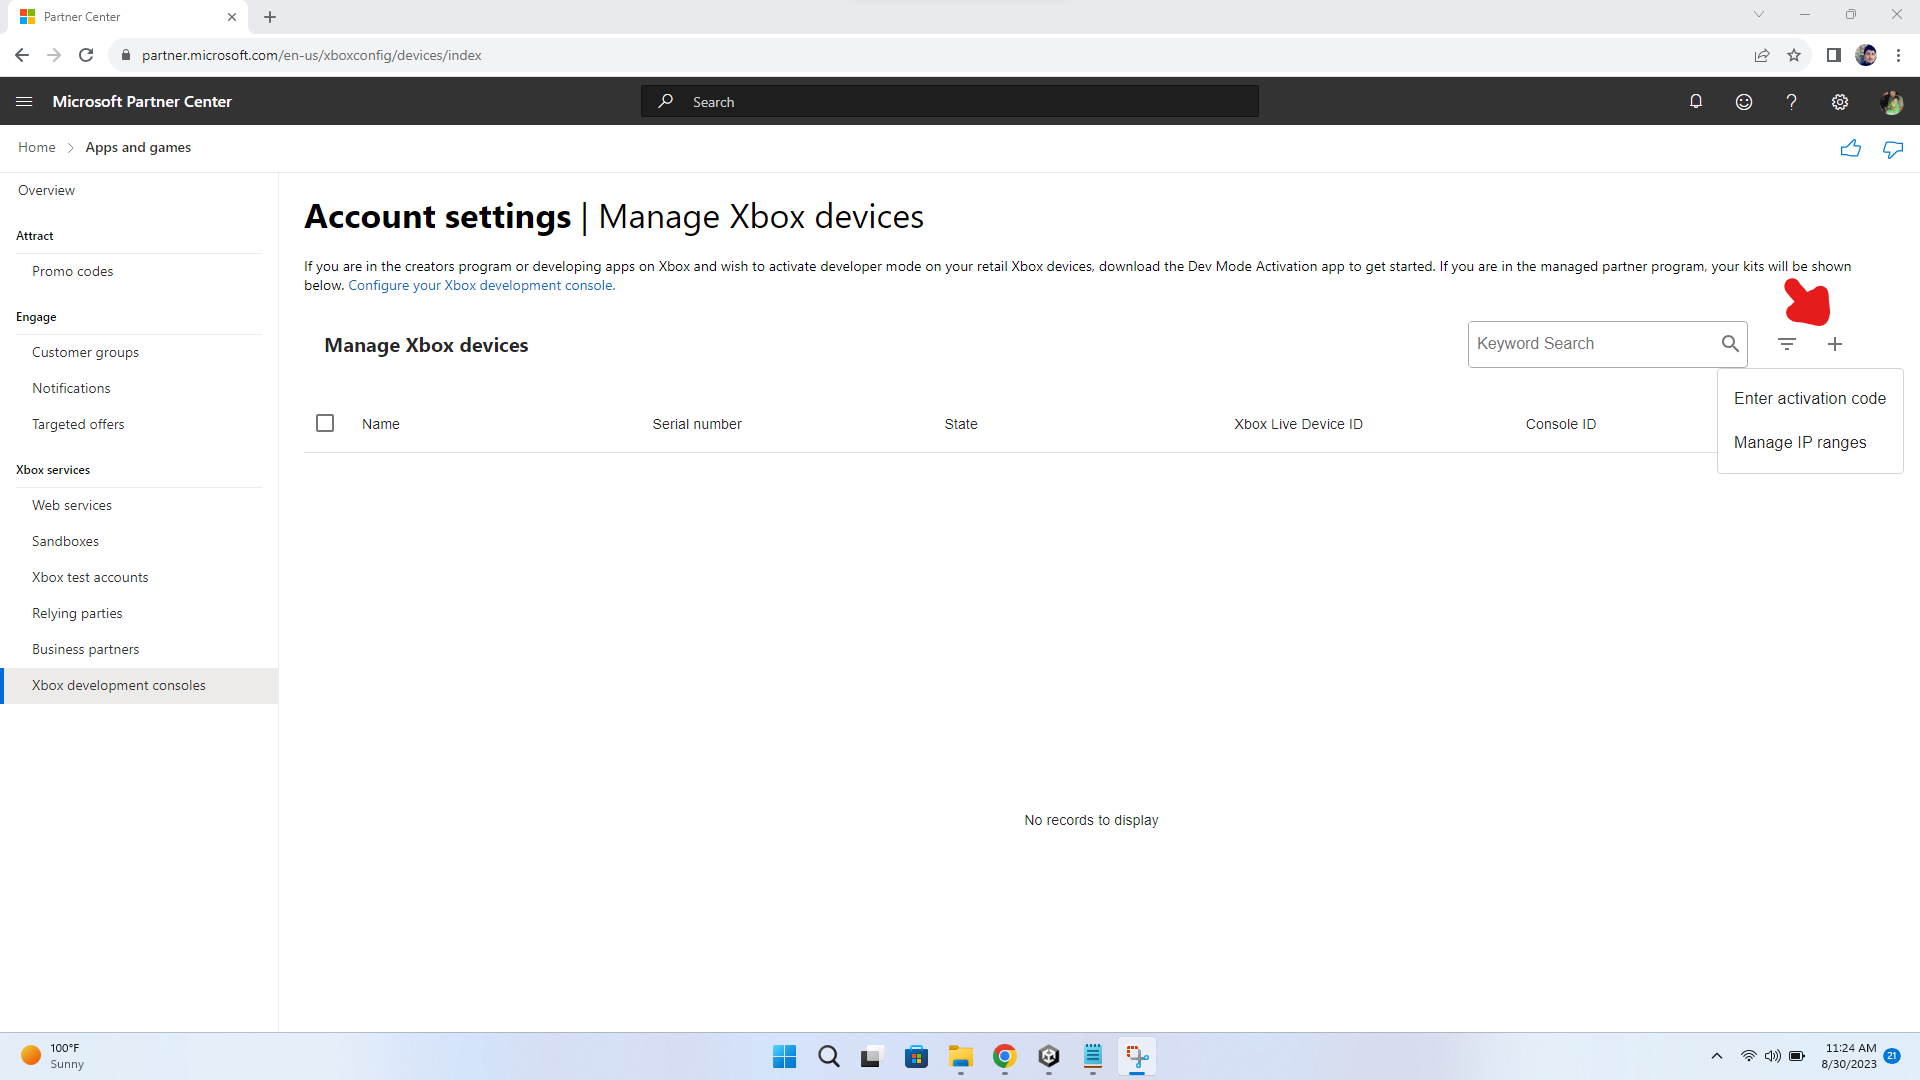 Partner Center
partner.microsoft.com/en-us/xboxconfig/devices/index
Microsoft Partner Center
Search
Home
Apps and games
Overview
Attract
Promo codes
Engage
Customer groups
Notifications
Targeted offers
Xbox services
Web services
Sandboxes
Xbox test accounts
Relying parties
Business partners
Xbox development consoles
Account settings | Manage Xbox devices
If you are in the creators program or developing apps on Xbox and wish to activate developer mode on your retail Xbox devices, download the Dev Mode Activation app to get started. If you are in the managed partner program, your kits will be shown
below. Configure your Xbox development console.
Manage Xbox devices
Keyword Search
Enter activation code
Manage IP ranges
Name Serial number State Xbox Live Device ID Console ID
No records to display
100°F
Sunny
11:24 AM
8/30/2023
21